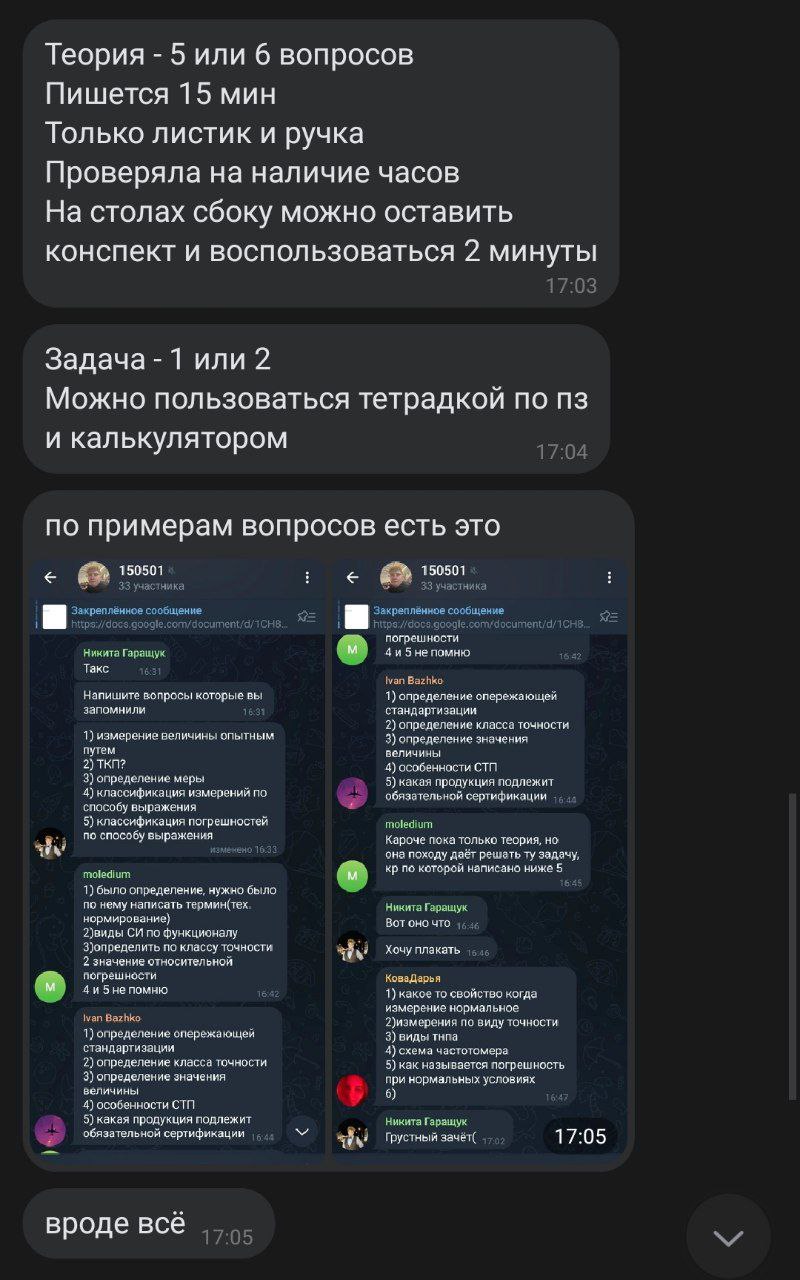 Теория - 5 или 6 вопросов
Пишется 15 мин
Только листик и ручка
Проверяла на наличие часов
На столах сбоку можно оставить
конспект и воспользоваться 2 минуты
17:03
Задача - 1 или 2
Можно пользоваться тетрадкой по пз
и калькулятором
17:04
по примерам вопросов есть это
150501
33 участника
Закреплённое сообщение
https://docs.google.com/document/d/1CH8...
Никита Гаращук
Такс
16:31
Напишите вопросы которые вы
запомнили
16:31
1) измерение величины опытным
путем
2) ТКП?
3) определение меры
4) классификация измерений по
способу выражения
5) классификация погрешностей
по способу выражения
изменено 16:33
moledium
1) было определение, нужно было
по нему написать термин(тех.
нормирование)
2)виды СИ по функционалу
3)определить по классу точности
2 значение относительной
погрешности
4 и 5 не помню
16:42
М
Ivan Bazhko
1) определение опережающей
стандартизации
2) определение класса точности
3) определение значения
величины
4) особенности СТП
5) какая продукция подлежит
обязательной сертификации
16:44
150501
33 участника
Закреплённое сообщение
https://docs.google.com/document/d/1CH8...
погрешности
4 и 5 не помню
16:42
М
Ivan Bazhko
1) определение опережающей
стандартизации
2) определение класса точности
3) определение значения
величины
4) особенности СТП
5) какая продукция подлежит
обязательной сертификации
16:44
moledium
Кароче пока только теория, но
она походу даёт решать ту задачу,
кр по которой написано ниже 5
16:45
М
Никита Гаращук
Вот оно что
16:46
Хочу плакать
16:46
КоваДарья
1) какое то свойство когда
измерение нормальное
2)измерения по виду точности
3) виды тнпа
4) схема частотомера
5) как называется погрешность
при нормальных условиях
6)
16:47
Никита Гаращук
Грустный зачёт(
17:02
17:05
вроде всё
17:05